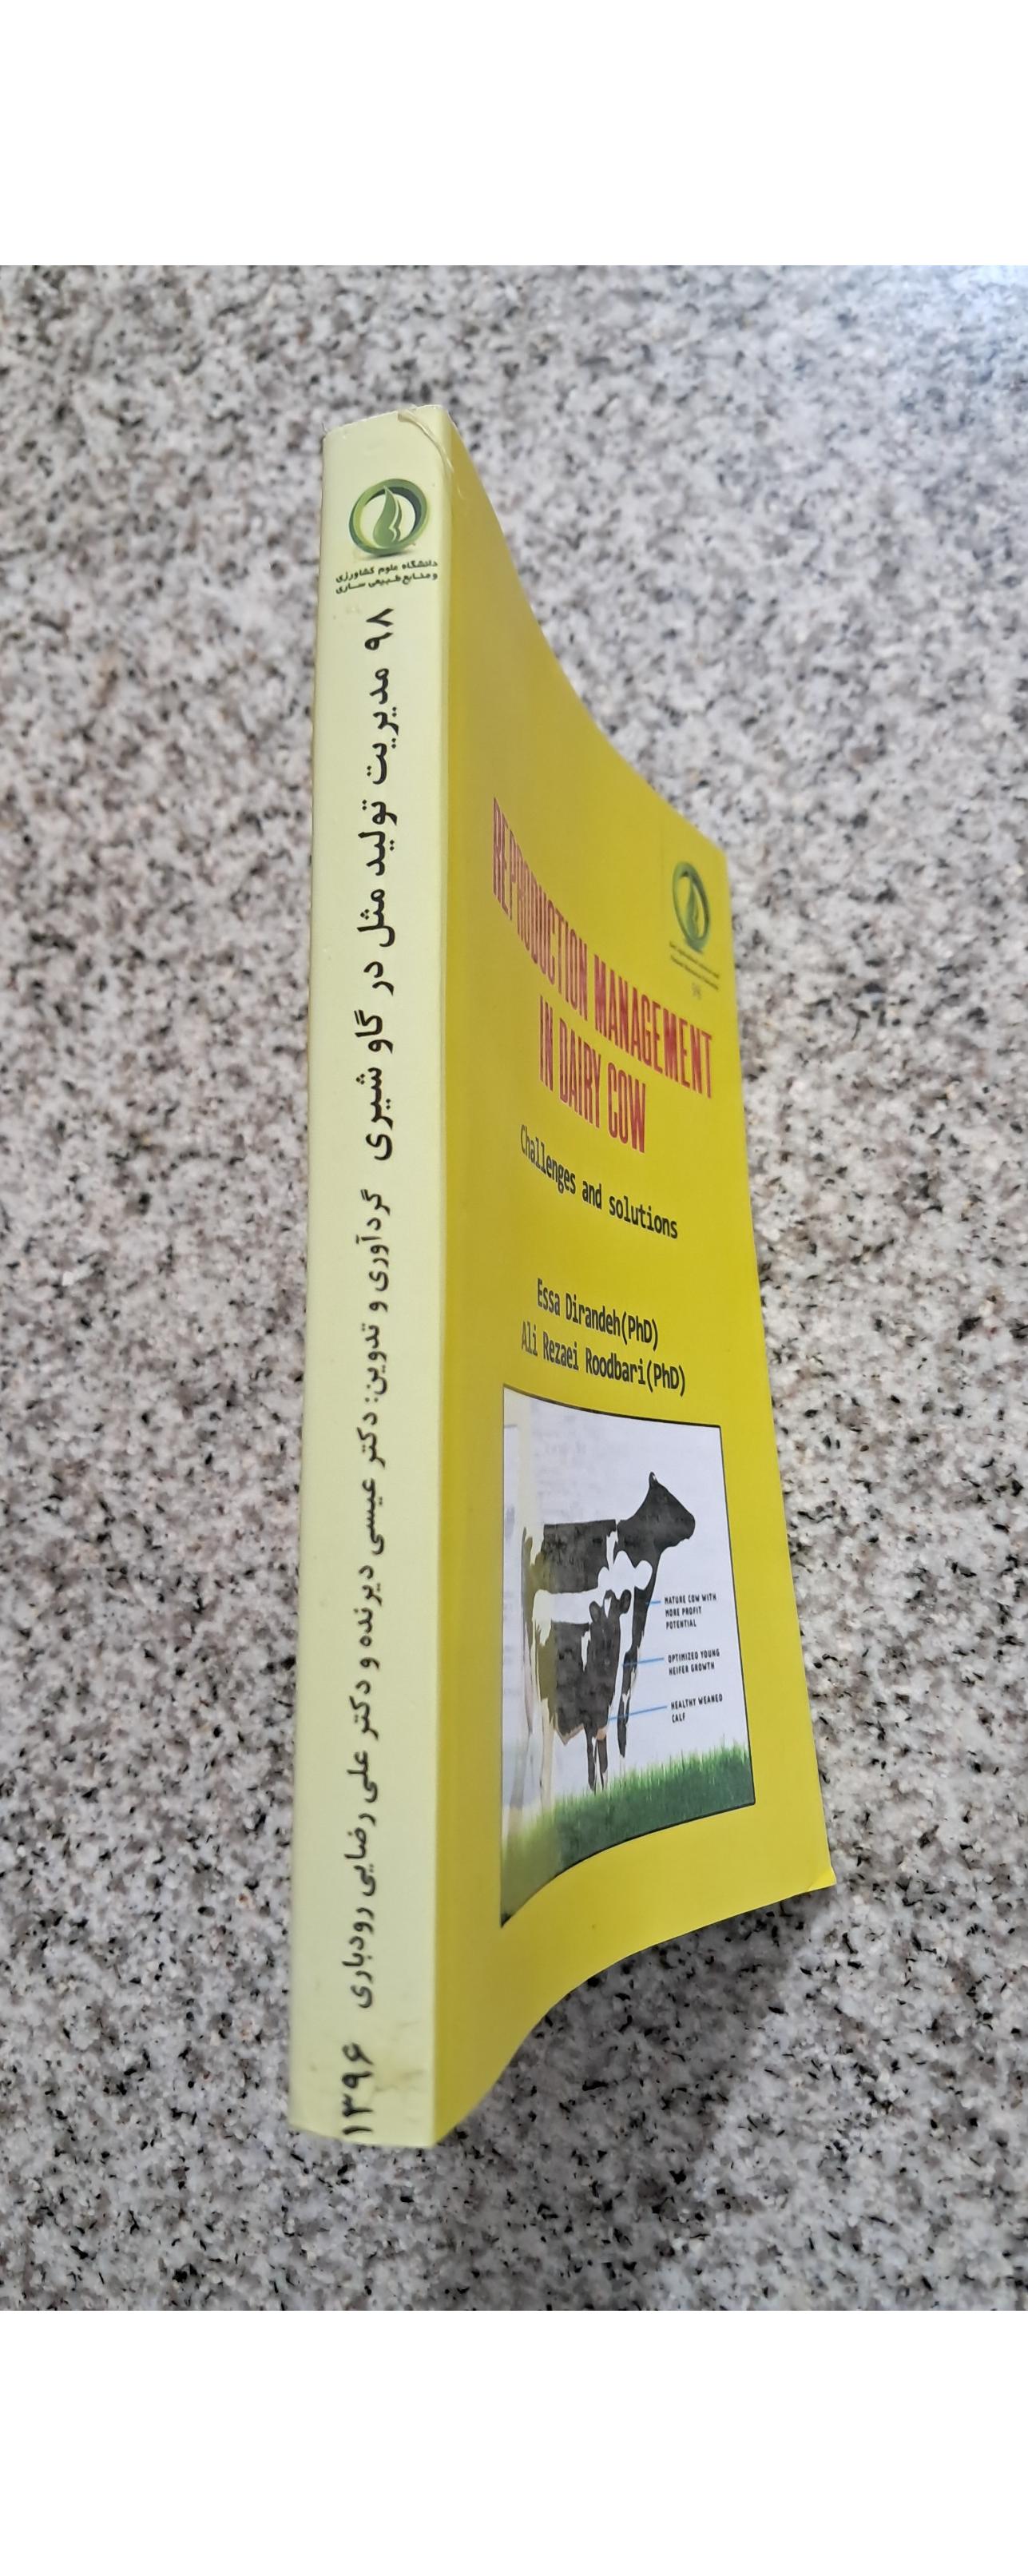 دانشگاه علوم کشاورزی
و منابع طبیعی ساری
۹۸ مدیریت تولید مثل در گاو شیری گردآوری و تدوین: دکتر عیسی دیرنده و دکتر علی رضایی رودباری ۱۳۹۶
REPRODUCTION MANAGEMENT
IN DAIRY COW
Challenges and solutions
Essa Dirandeh(PhD)
Ali Rezaei Roodbari(PhD)
MATURE COW WITH
MORE PROFIT
POTENTIAL
OPTIMIZED YOUNG
HEIFER GROWTH
HEALTHY WEANED
CALF